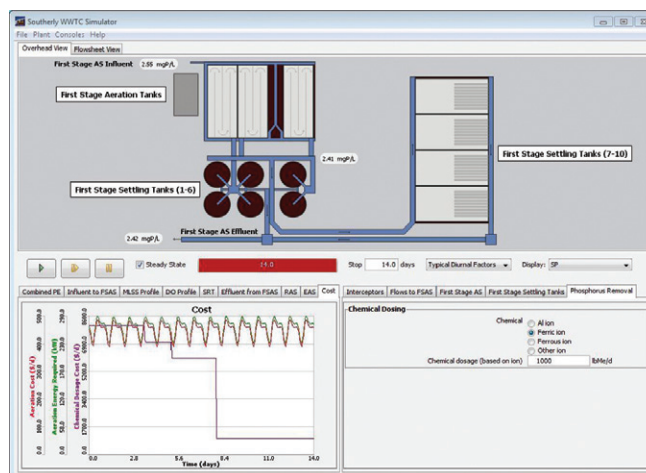 Southerly WWTC Simulator
File Plant Consoles Help
Overhead View Flowsheet View
First Stage AS Influent 2.55 mgP/L
First Stage Aeration Tanks
2.41 mgP/L
First Stage Settling Tanks (7-10)
First Stage Settling Tanks (1-6)
First Stage AS Effluent
2.42 mgP/L
Steady State 14.0 Stop 14.0 days Typical Diurnal Factors Display: SP
Combined PE Influent to FSAS MLSS Profile DO Profile SRT Effluent from FSAS RAS EAS Cost
Interceptors Flows to FSAS First Stage AS First Stage Settling Tanks Phosphorus Removal
Cost
Aeration Cost ($/d)
Aeration Energy Required (kW)
Chemical Dosage Cost ($/d)
0.0 2.8 5.6 8.4 11.2 14.0
Time (days)
Chemical Dosing
Chemical Al ion
Ferric ion
Ferrous ion
Other ion
Chemical dosage (based on ion) 1000 lbMe/d